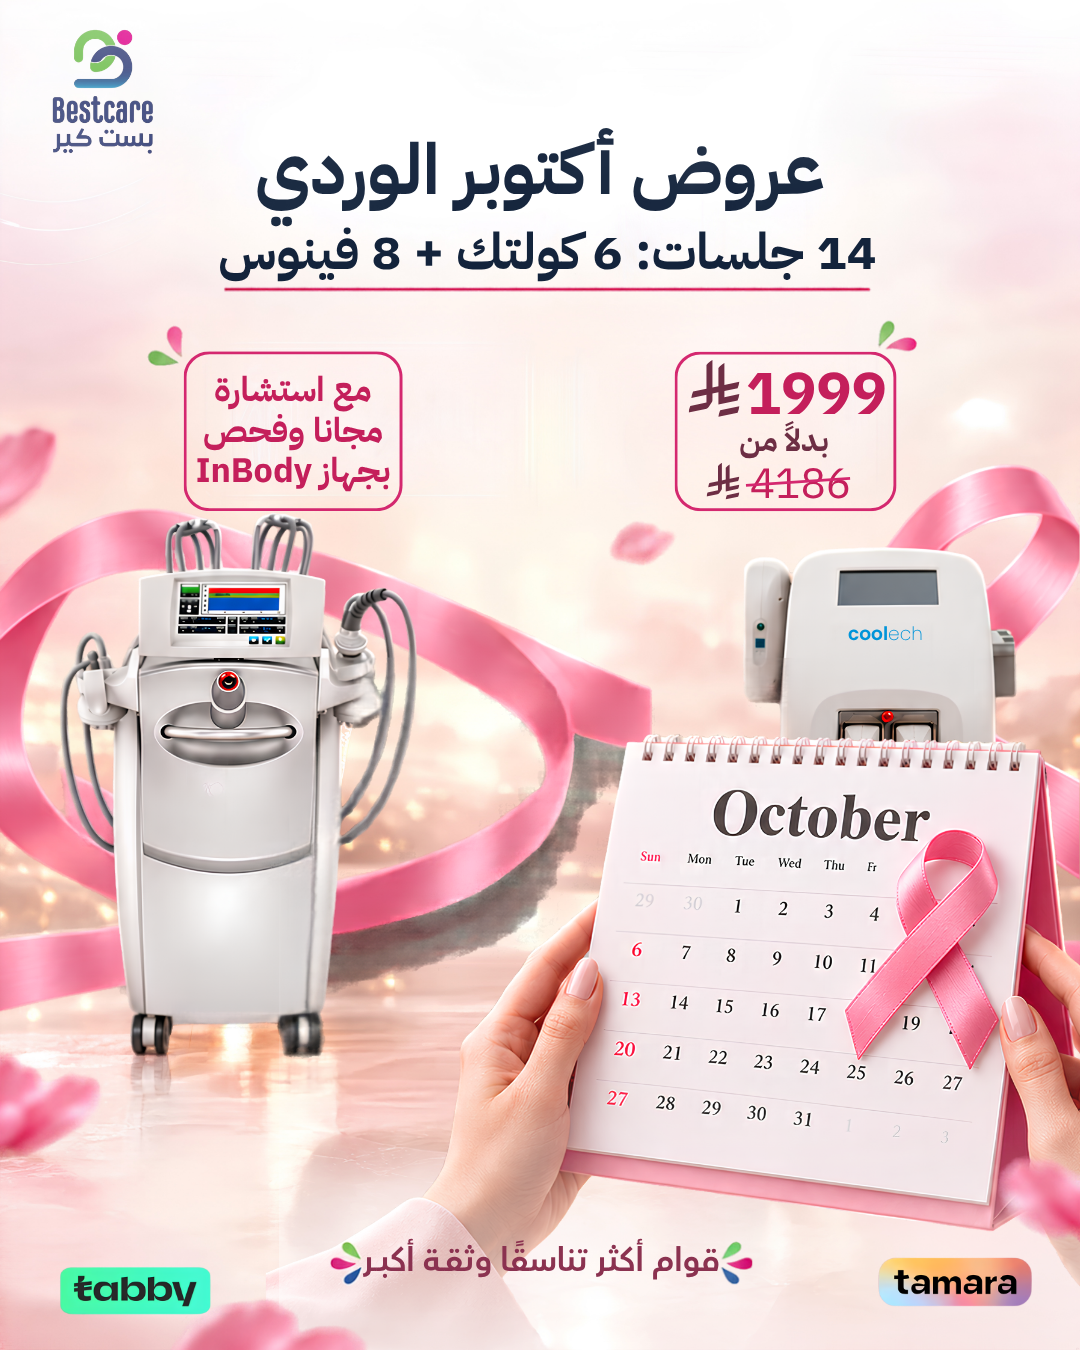 Bestcare
بست كير
عروض أكتوبر الوردي
14 جلسات: 6 كولتك + 8 فينوس
1999
بدلاً من
4186
مع استشارة
مجانا وفحص
بجهاز InBody
coolech
October
Sun Mon Tue Wed Thu Fr
29 30 1 2 3 4
6 7 8 9 10 11
13 14 15 16 17 19
20 21 22 23 24 25 26 27
27 28 29 30 31 1 2 3
قوام أكثر تناسقًا وثقة أكبر
tabby
tamara